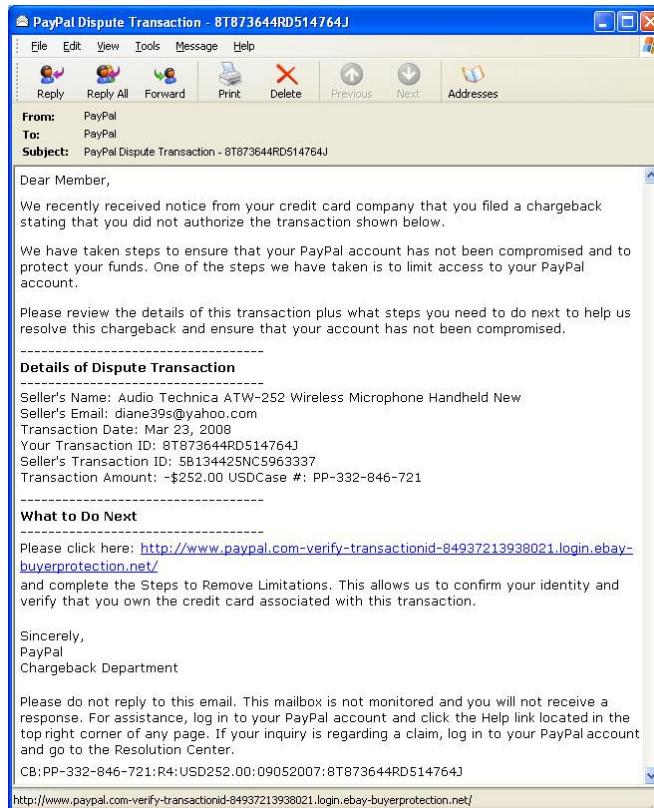 PayPal Dispute Transaction - 8T873644RD514764J
File Edit View Tools Message Help
Reply Reply All Forward Print Delete Previous Next Addresses
From: PayPal
To: PayPal
Subject: PayPal Dispute Transaction - 8T873644RD514764J
Dear Member,
We recently received notice from your credit card company that you filed a chargeback
stating that you did not authorize the transaction shown below.
We have taken steps to ensure that your PayPal account has not been compromised and to
protect your funds. One of the steps we have taken is to limit access to your PayPal
account.
Please review the details of this transaction plus what steps you need to do next to help us
resolve this chargeback and ensure that your account has not been compromised.
----------------------------------
Details of Dispute Transaction
----------------------------------
Seller's Name: Audio Technica ATW-252 Wireless Microphone Handheld New
Seller's Email: diane39s@yahoo.com
Transaction Date: Mar 23, 2008
Your Transaction ID: 8T873644RD514764J
Seller's Transaction ID: 5B134425NC5963337
Transaction Amount: -$252.00 USDCase #: PP-332-846-721
----------------------------------
What to Do Next
----------------------------------
Please click here: http://www.paypal.com-verify-transactionid-84937213938021.login.ebay-
buyerprotection.net/
and complete the Steps to Remove Limitations. This allows us to confirm your identity and
verify that you own the credit card associated with this transaction.
Sincerely,
PayPal
Chargeback Department
Please do not reply to this email. This mailbox is not monitored and you will not receive a
response. For assistance, log in to your PayPal account and click the Help link located in the
top right corner of any page. If your inquiry is regarding a claim, log in to your PayPal account
and go to the Resolution Center.
CB:PP-332-846-721:R4:USD252.00:09052007:8T873644RD514764J
http://www.paypal.com-verify-transactionid-84937213938021.login.ebay-buyerprotection.net/